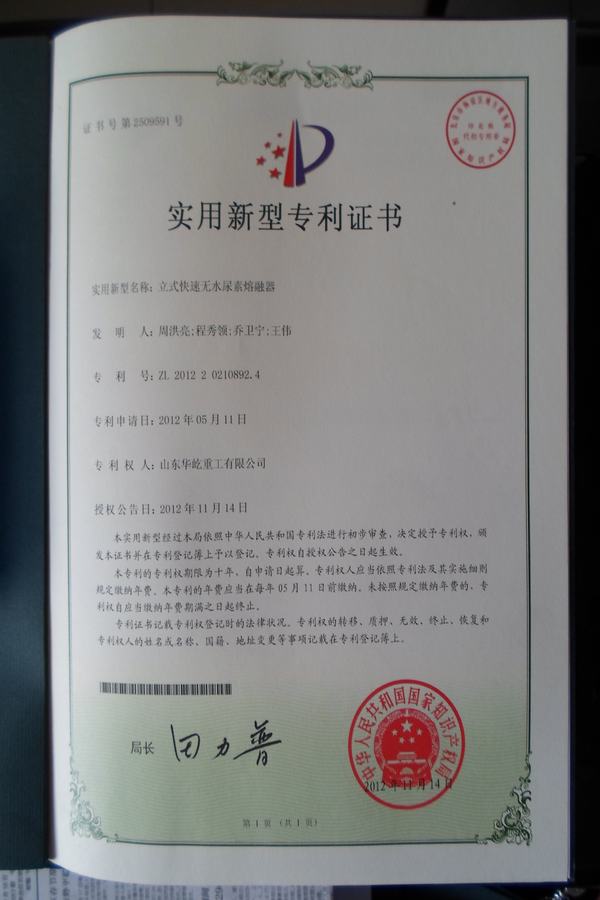 证书号第2509591号
实用新型专利证书
实用新型名称：立式快速无水尿素熔融器
发明人：周洪亮;程秀领;乔卫宁;王伟
专利号：ZL 2012 2 0210892.4
专利申请日：2012年05月11日
专利权人：山东华屹重工有限公司
授权公告日：2012年11月14日
本实用新型经过本局依照中华人民共和国专利法进行初步审查，决定授予专利权，颁
发本证书并在专利登记簿上予以登记。专利权自授权公告之日起生效。
本专利的专利权期限为十年，自申请日起算。专利权人应当依照专利法及其实施细则
规定缴纳年费。本专利的年费应当在每年05月11日前缴纳。未按照规定缴纳年费的，专
利权自应当缴纳年费期满之日起终止。
专利证书记载专利权登记时的法律状况。专利权的转移、质押、无效、终止、恢复和
专利权人的姓名或名称、国籍、地址变更等事项记载在专利登记簿上。
局长
田力普
中华人民共和国国家知识产权局
2012年11月14日
第1页（共1页）